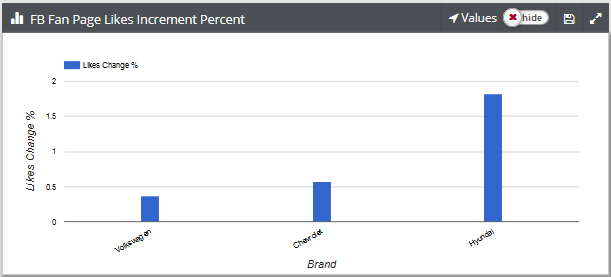 FB Fan Page Likes Increment Percent
Values
hide
Likes Change %
2
1.5
1
0.5
0
Likes Change %
Volkswagen
Chevrolet
Hyundai
Brand